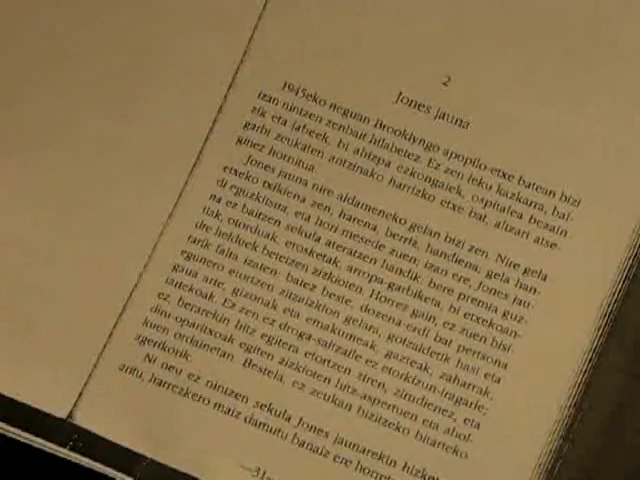 2
Jones jauna
1945eko neguan Brooklyngo apopilo-etxe batean bizi
izan nintzen zenbait hilabetez. Ez zen leku kazkarra, bai-
zik eta jabeek, bi ahizpa ezkongaiek, ospitalea bezain
garbi zeukaten antzinako harrizko etxe bat, altzari atse-
ginez hornitua.
Jones jauna nire aldameneko gelan bizi zen. Nire gela
etxeko txikiena zen, harena, berriz, handiena, gela han-
di eguzkitsua, eta hori mesede zuen; izan ere, Jones jau-
na ez baitzen sekula ateratzen handik, bere premia guz-
tiak, otorduak, erosketak, arropa-garbiketa, bi etxekoan-
dre helduek betetzen zizkioten. Horrez gain, ez zuen bisi-
tarik falta izaten: batez beste, dozena erdi bat pertsona
egunero etortzen zitzaizkion gelara, goizaldetik hasi eta
gaua arte, gizonak eta emakumeak, gazteak, zaharrak,
tartekoak. Ez zen ez droga-saltzaile ez etorkizun-iragarle;
ez, berarekin hitz egitera etortzen ziren, zirudienez, eta
diru-oparitxoak egiten zizkioten hitz-aspertuen eta ahol-
kuen ordainetan. Bestela, ez zeukan bizitzeko bitarteko
agerikorik.
Ni neu ez nintzen sekula Jones jaunarekin hizket
aritu, harrezkero maiz damutu banaiz ere
—31